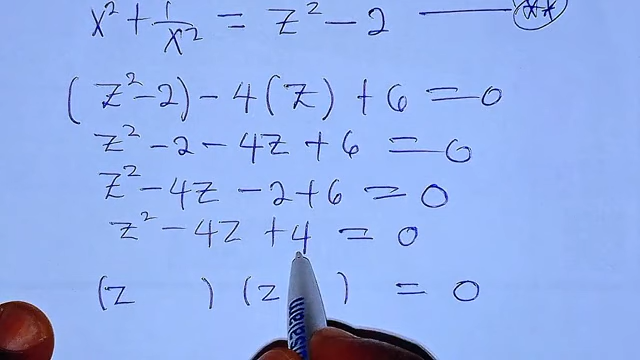 x² + 1/x² = z² - 2 ——— **
(z² - 2) - 4(z) + 6 = 0
z² - 2 - 4z + 6 = 0
z² - 4z - 2 + 6 = 0
z² - 4z + 4 = 0
(z   ) (z   ) = 0